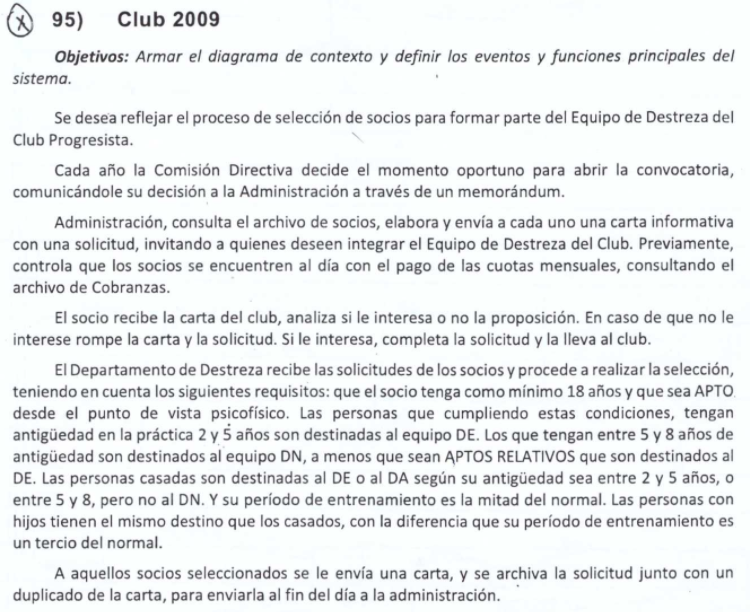 X 95) Club 2009
Objetivos: Armar el diagrama de contexto y definir los eventos y funciones principales del
sistema.
Se desea reflejar el proceso de selección de socios para formar parte del Equipo de Destreza del
Club Progresista.
Cada año la Comisión Directiva decide el momento oportuno para abrir la convocatoria,
comunicándole su decisión a la Administración a través de un memorándum.
Administración, consulta el archivo de socios, elabora y envía a cada uno una carta informativa
con una solicitud, invitando a quienes deseen integrar el Equipo de Destreza del Club. Previamente,
controla que los socios se encuentren al día con el pago de las cuotas mensuales, consultando el
archivo de Cobranzas.
El socio recibe la carta del club, analiza si le interesa o no la proposición. En caso de que no le
interese rompe la carta y la solicitud. Si le interesa, completa la solicitud y la lleva al club.
El Departamento de Destreza recibe las solicitudes de los socios y procede a realizar la selección,
teniendo en cuenta los siguientes requisitos: que el socio tenga como mínimo 18 años y que sea APTO
desde el punto de vista psicofísico. Las personas que cumpliendo estas condiciones, tengan
antigüedad en la práctica 2 y 5 años son destinadas al equipo DE. Los que tengan entre 5 y 8 años de
antigüedad son destinados al equipo DN, a menos que sean APTOS RELATIVOS que son destinados al
DE. Las personas casadas son destinadas al DE o al DA según su antigüedad sea entre 2 y 5 años, o
entre 5 y 8, pero no al DN. Y su período de entrenamiento es la mitad del normal. Las personas con
hijos tienen el mismo destino que los casados, con la diferencia que su período de entrenamiento es
un tercio del normal.
A aquellos socios seleccionados se le envía una carta, y se archiva la solicitud junto con un
duplicado de la carta, para enviarla al fin del día a la administración.